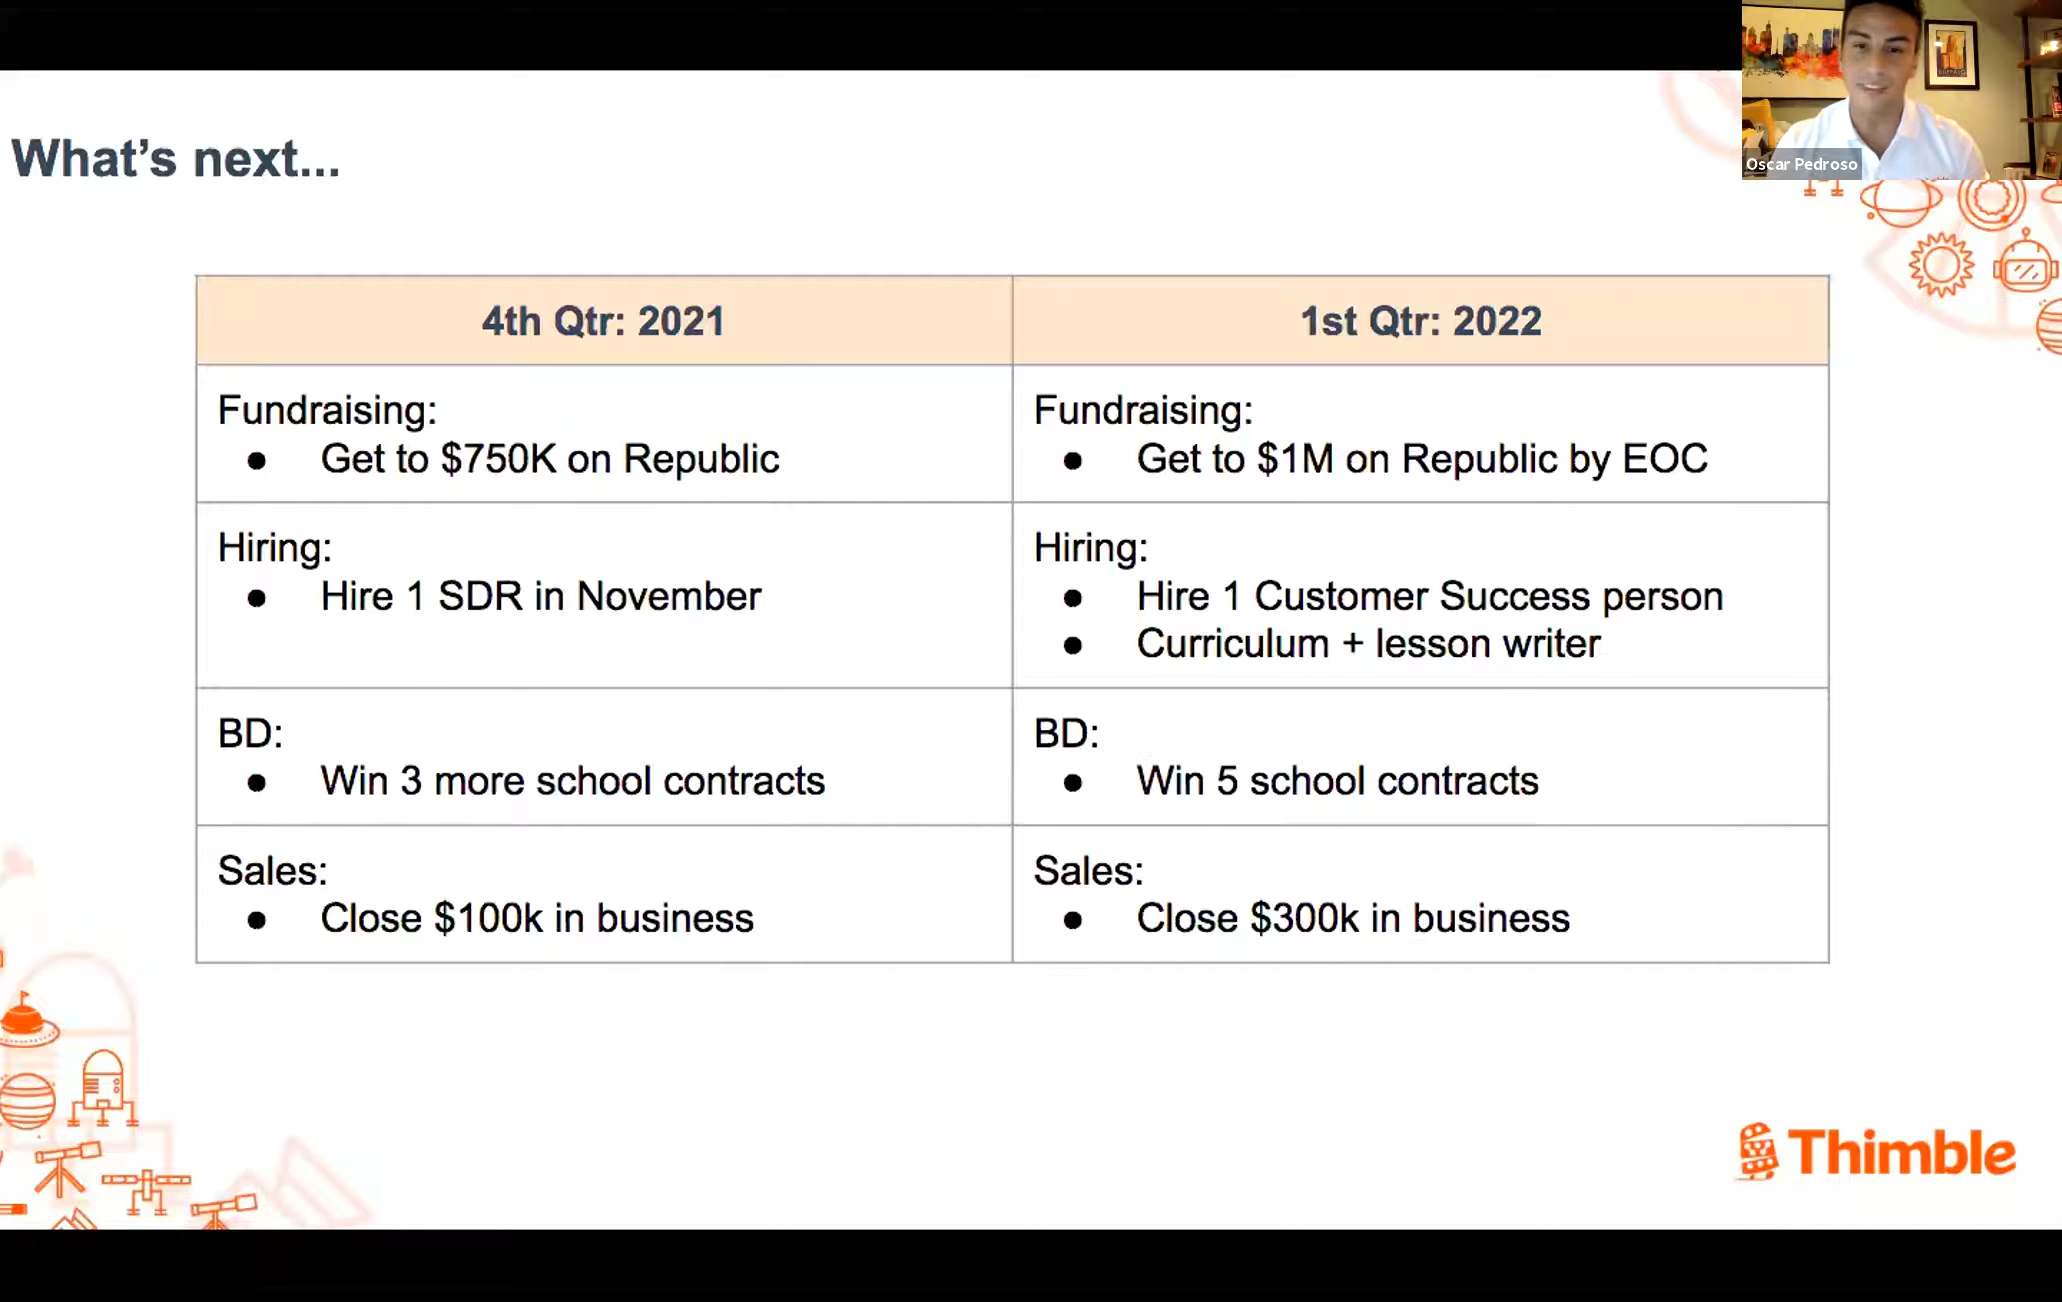 Oscar Pedroso
What's next...
4th Qtr: 2021
1st Qtr: 2022
Fundraising:
● Get to $750K on Republic
Fundraising:
● Get to $1M on Republic by EOC
Hiring:
● Hire 1 SDR in November
Hiring:
● Hire 1 Customer Success person
● Curriculum + lesson writer
BD:
● Win 3 more school contracts
BD:
● Win 5 school contracts
Sales:
● Close $100k in business
Sales:
● Close $300k in business
Thimble